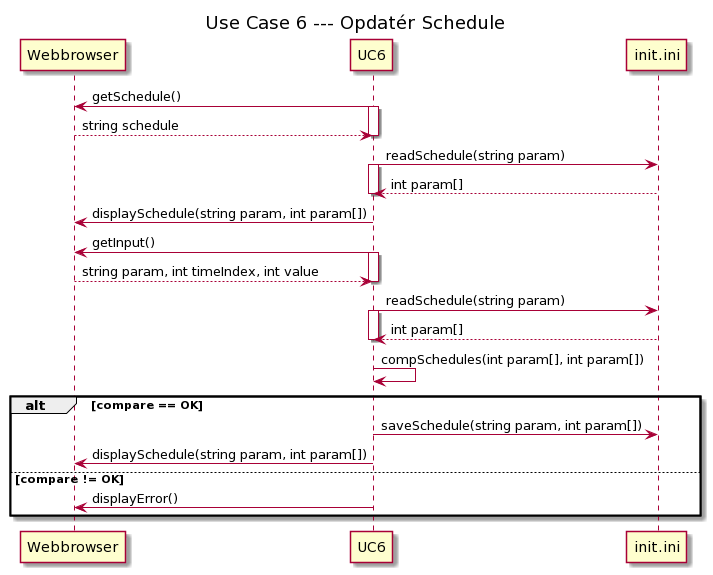 Use Case 6 --- Opdatér Schedule
Webbrowser
UC6
init.ini
getSchedule()
string schedule
readSchedule(string param)
int param[]
displaySchedule(string param, int param[])
getInput()
string param, int timeIndex, int value
readSchedule(string param)
int param[]
compSchedules(int param[], int param[])
alt
[compare == OK]
saveSchedule(string param, int param[])
displaySchedule(string param, int param[])
[compare != OK]
displayError()
Webbrowser
UC6
init.ini